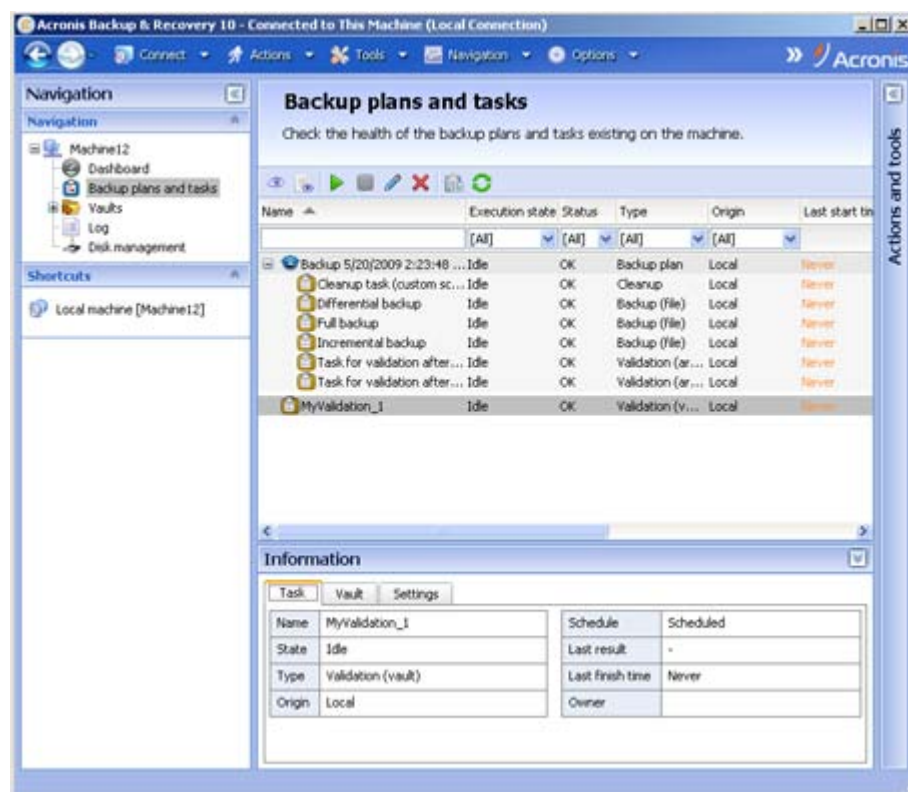 Acronis Backup & Recovery 10 - Connected to This Machine (Local Connection)
Connect Actions Tools Navigation Options Acronis
Navigation
Navigation
Machine12
Dashboard
Backup plans and tasks
Vaults
Log
Disk management
Shortcuts
Local machine [Machine12]
Backup plans and tasks
Check the health of the backup plans and tasks existing on the machine.
Name Execution state Status Type Origin Last start tin
[All] [All] [All] [All]
Backup 5/20/2009 2:23:48 ... Idle OK Backup plan Local Never
Cleanup task (custom sc... Idle OK Cleanup Local Never
Differential backup Idle OK Backup (file) Local Never
Full backup Idle OK Backup (file) Local Never
Incremental backup Idle OK Backup (file) Local Never
Task for validation after... Idle OK Validation (ar... Local Never
Task for validation after... Idle OK Validation (ar... Local Never
MyValidation_1 Idle OK Validation (v... Local Never
Information
Task Vault Settings
Name MyValidation_1 Schedule Scheduled
State Idle Last result -
Type Validation (vault) Last finish time Never
Origin Local Owner
Actions and tools